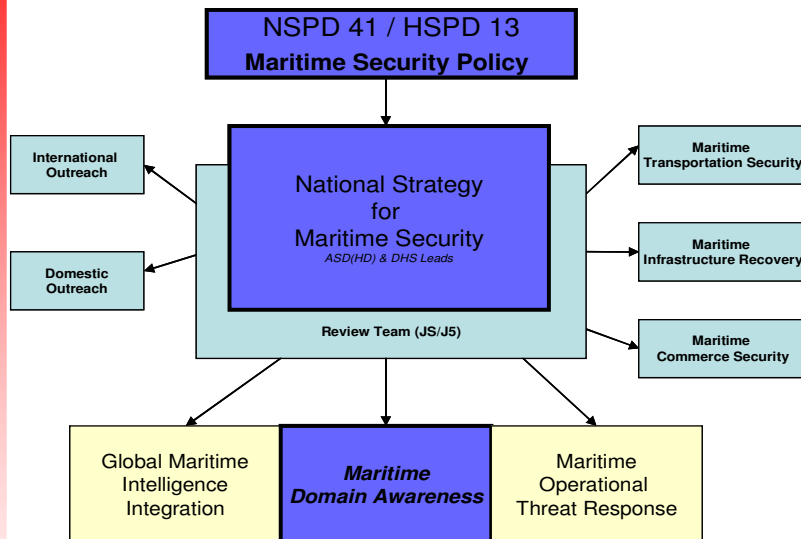 NSPD 41 / HSPD 13
Maritime Security Policy
International
Outreach
Domestic
Outreach
National Strategy
for
Maritime Security
ASD(HD) & DHS Leads
Review Team (JS/J5)
Maritime
Transportation Security
Maritime
Infrastructure Recovery
Maritime
Commerce Security
Global Maritime
Intelligence
Integration
Maritime
Domain Awareness
Maritime
Operational
Threat Response